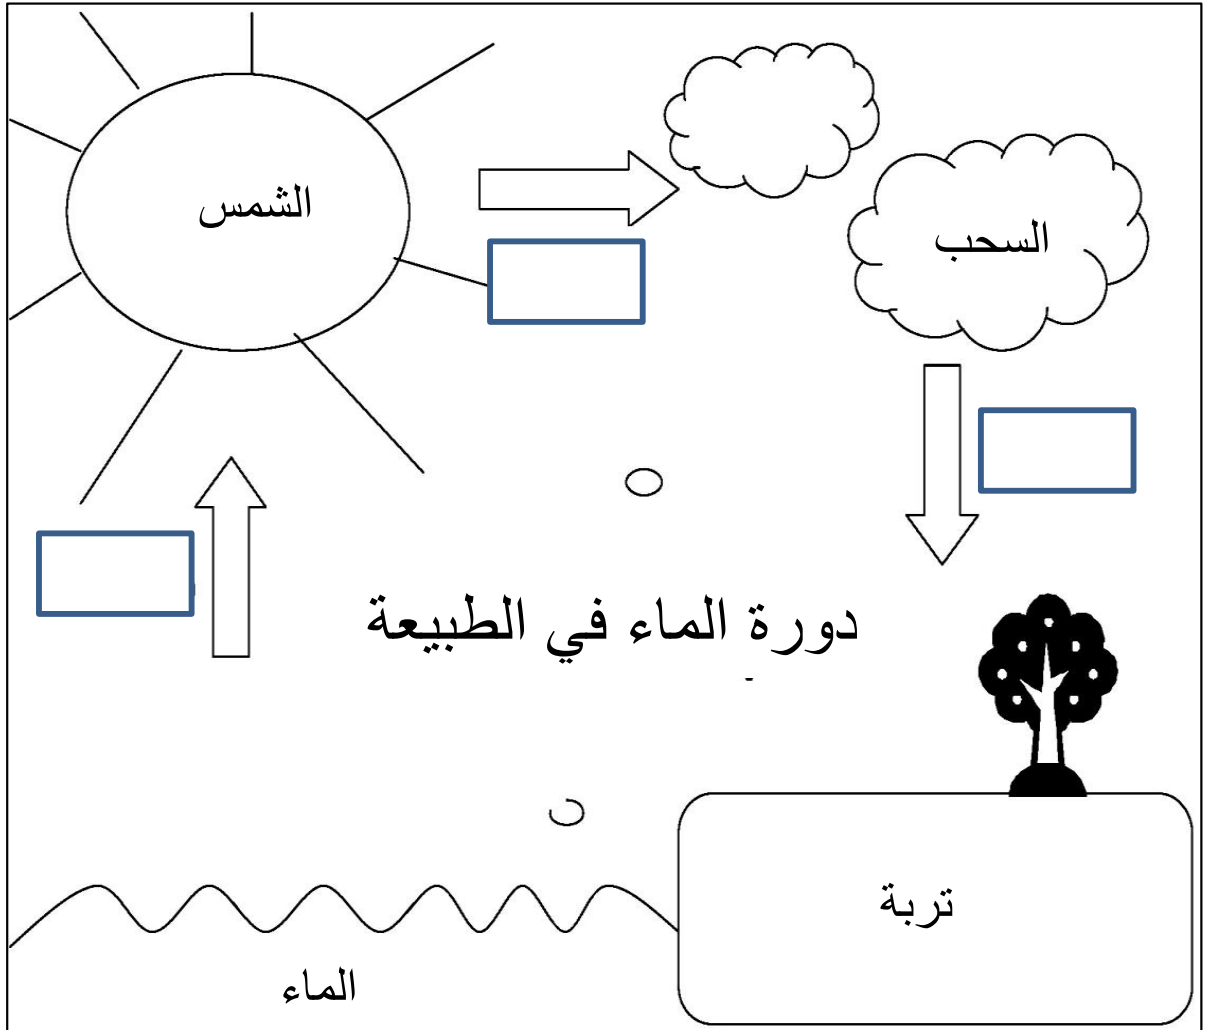 الشمس
السحب
دورة الماء في الطبيعة
تربة
الماء